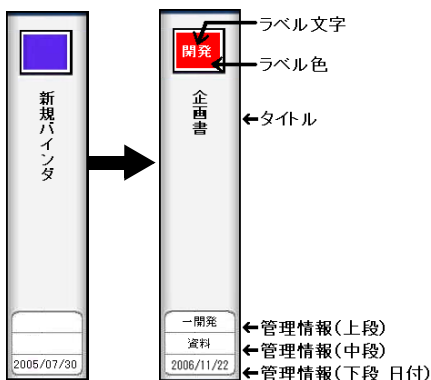 新規バインダ
2005/07/30
開発
企画書
一開発
資料
2006/11/22
ラベル文字
ラベル色
タイトル
管理情報(上段)
管理情報(中段)
管理情報(下段 日付)